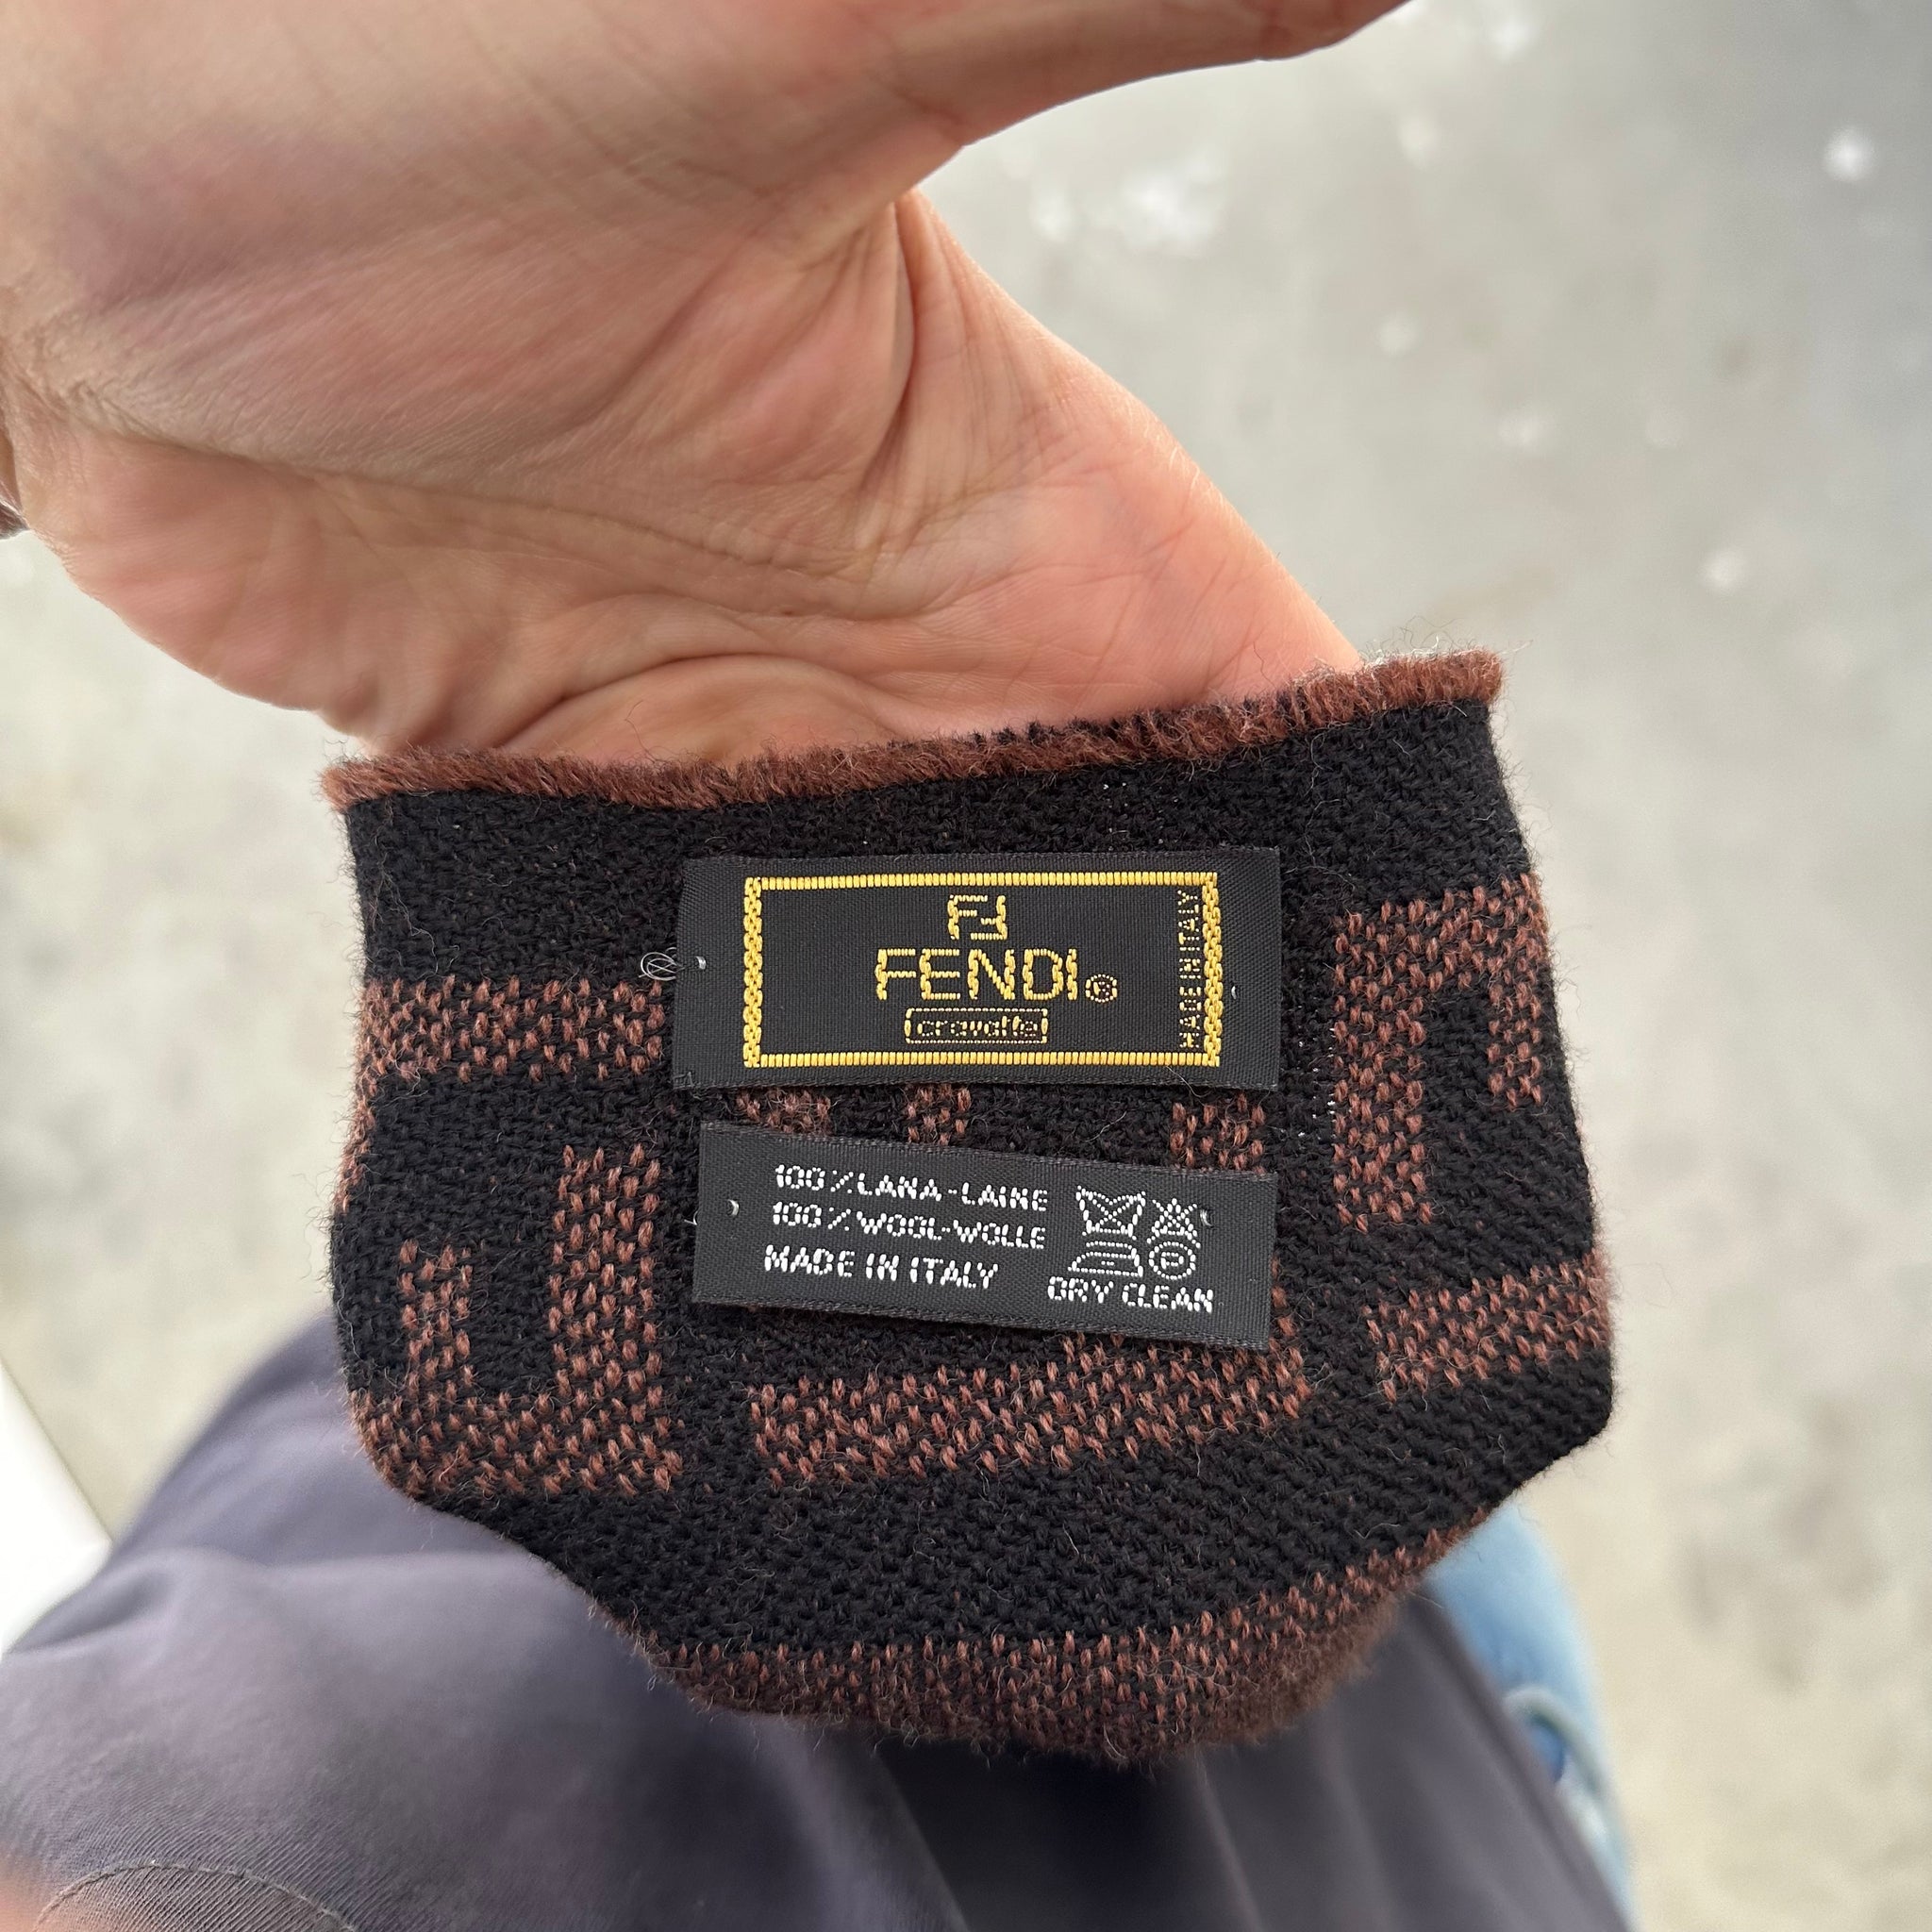 FF
FENDI®
cravatte
MADE IN ITALY
100% LANA-LAINE
100% WOOL-WOLLE
MADE IN ITALY
DRY CLEAN